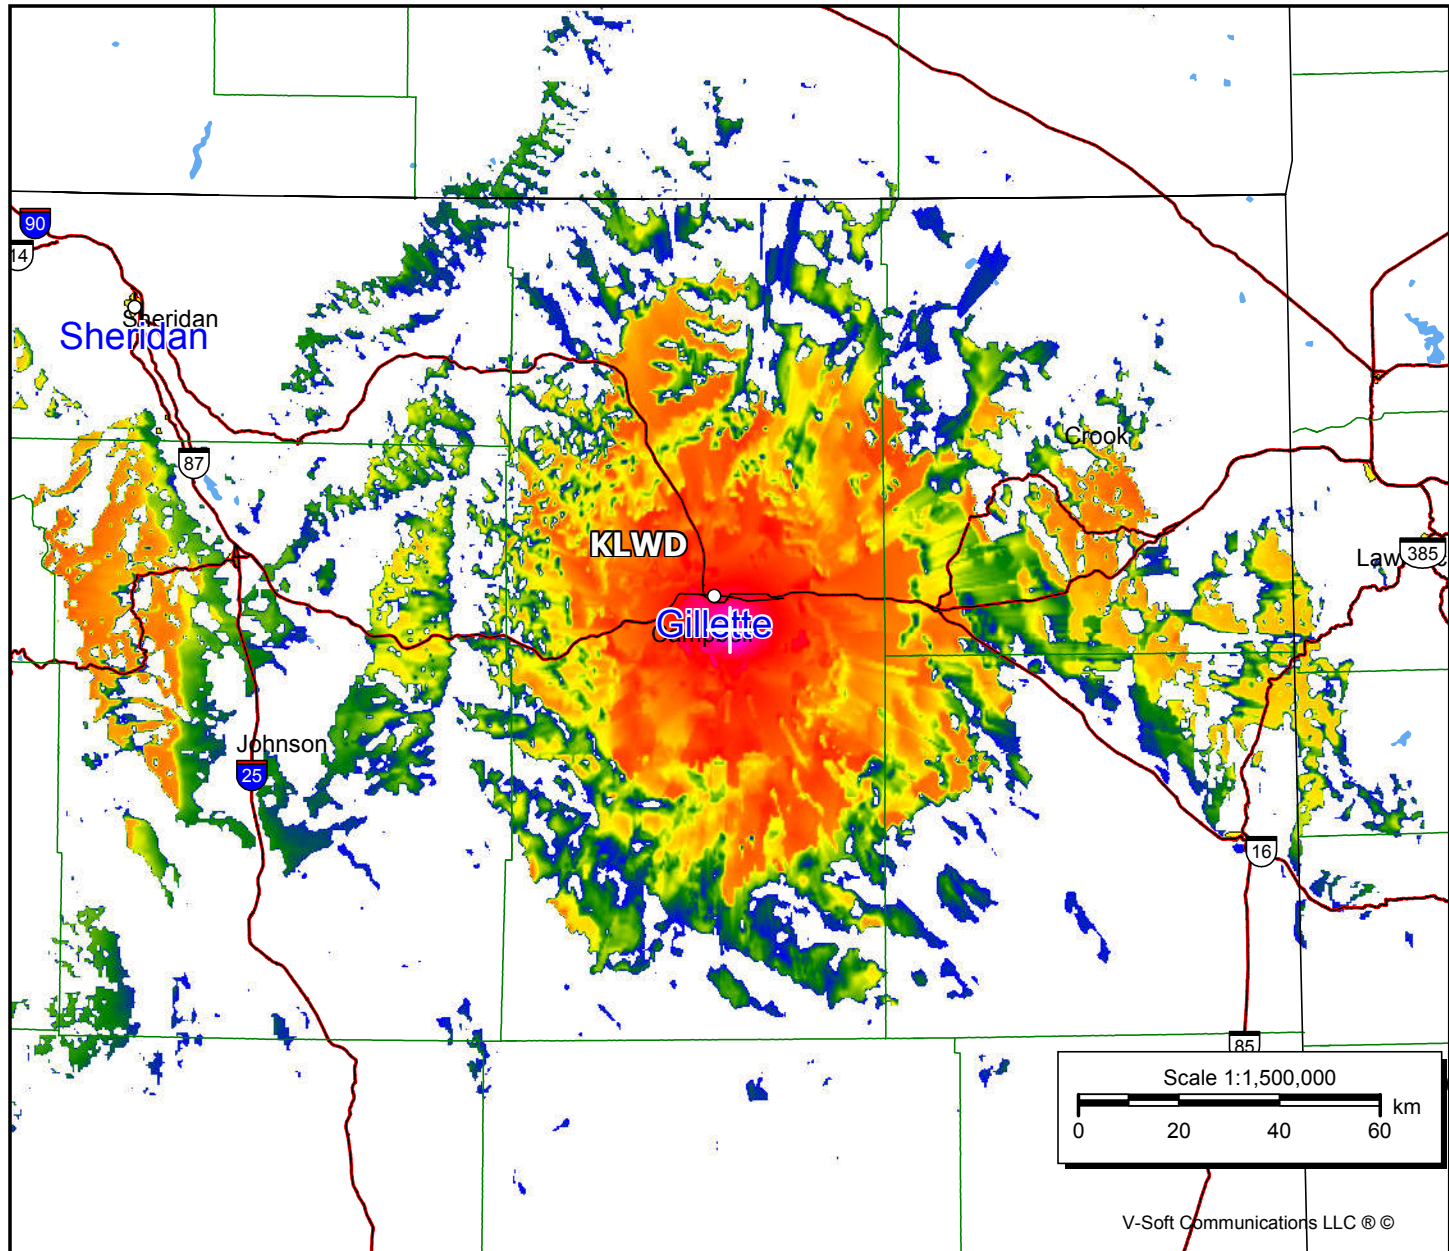 90
14
Sheridan
Sheridan
87
Crook
KLWD
385
Law
Gillette
Johnson
25
16
85
Scale 1:1,500,000
km
0 20 40 60
V-Soft Communications LLC ® ©